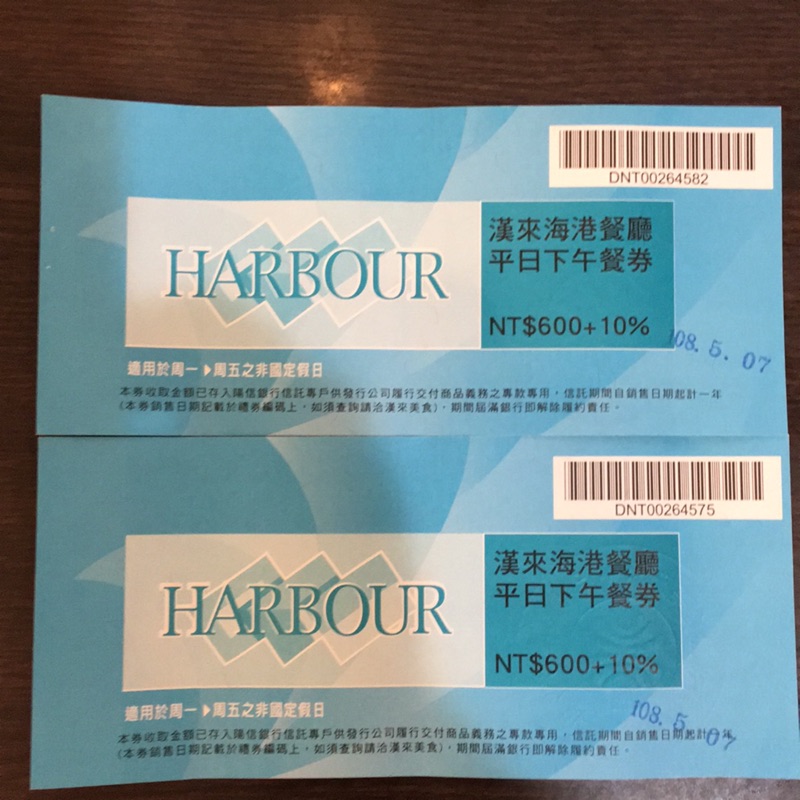 DNT00264582
漢來海港餐廳
平日下午餐券
HARBOUR
NT$600+10%
108.5.07
適用於周一▶周五之非國定假日
本券收取金額已存入陽信銀行信託專戶供發行公司履行交付商品義務之專款專用,信託期間自銷售日期起計一年
(本券銷售日期記載於禮券編碼上,如須查詢請洽漢來美食),期間屆滿銀行即解除履約責任。
DNT00264575
漢來海港餐廳
平日下午餐券
HARBOUR
NT$600+10%
適用於周一▶周五之非國定假日
108.5.07
本券收取金額已存入陽信銀行信託專戶供發行公司履行交付商品義務之專款專用,信託期間自銷售日期起計一年
(本券銷售日期記載於禮券編碼上,如須查詢請洽漢來美食),期間屆滿銀行即解除履約責任。